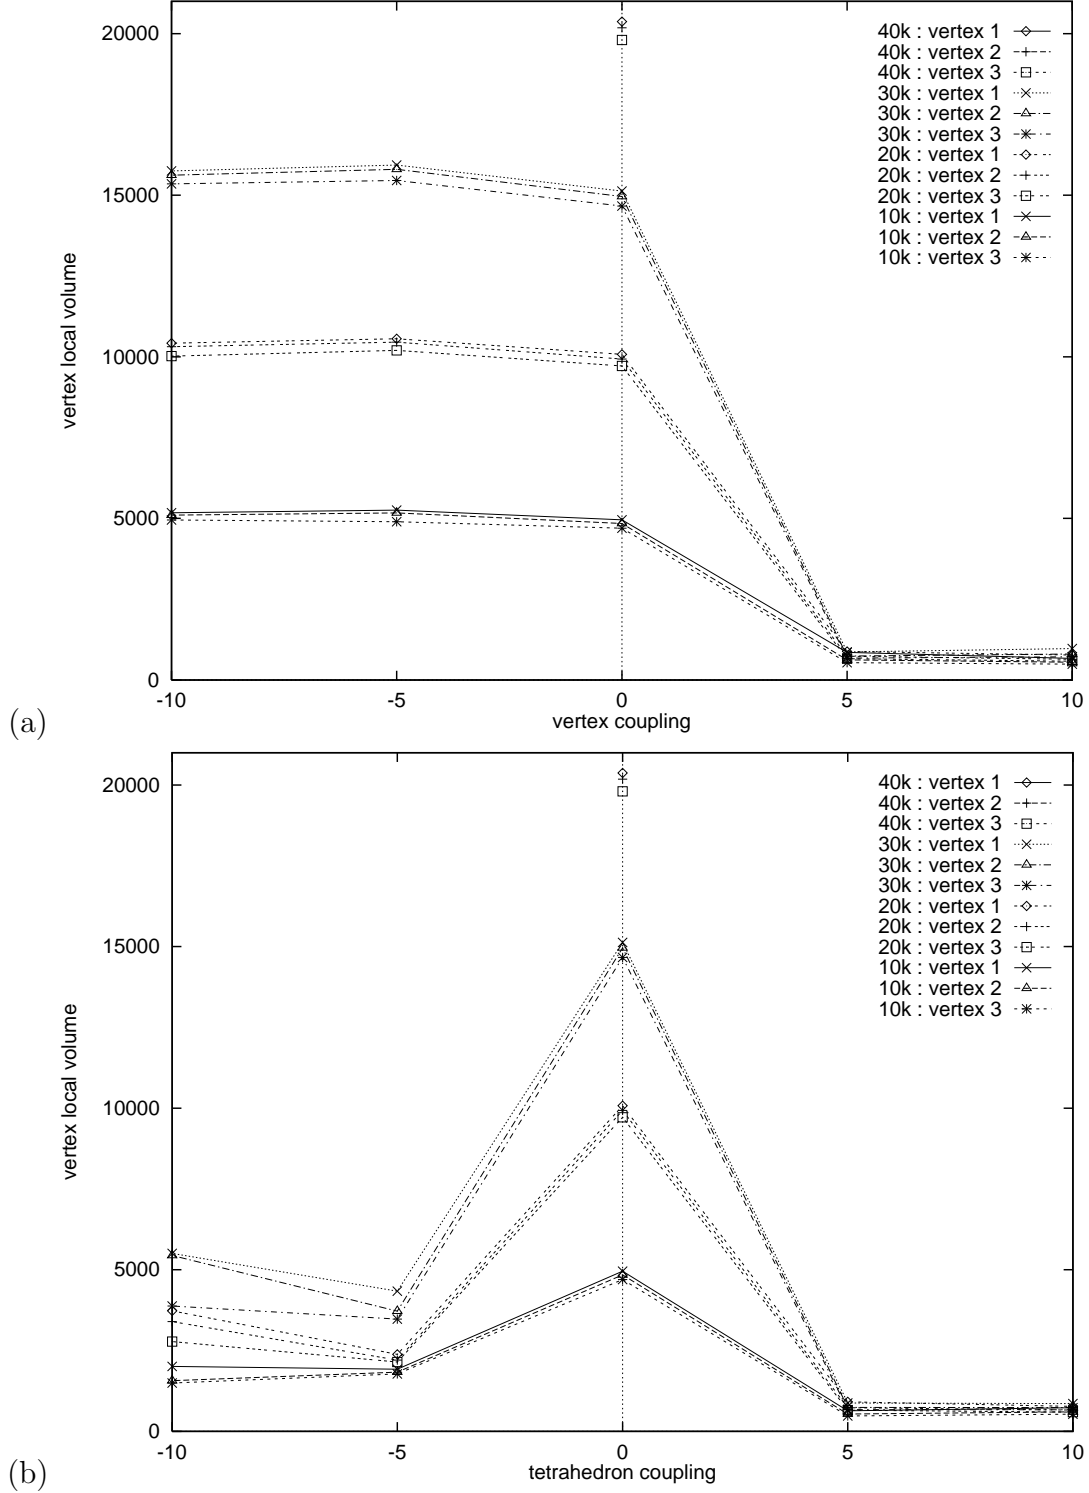 20000
15000
10000
5000
0
vertex local volume
40k : vertex 1
40k : vertex 2
40k : vertex 3
30k : vertex 1
30k : vertex 2
30k : vertex 3
20k : vertex 1
20k : vertex 2
20k : vertex 3
10k : vertex 1
10k : vertex 2
10k : vertex 3
-10 -5 0 5 10
vertex coupling
(a)
20000
15000
10000
5000
0
vertex local volume
40k : vertex 1
40k : vertex 2
40k : vertex 3
30k : vertex 1
30k : vertex 2
30k : vertex 3
20k : vertex 1
20k : vertex 2
20k : vertex 3
10k : vertex 1
10k : vertex 2
10k : vertex 3
-10 -5 0 5 10
tetrahedron coupling
(b)